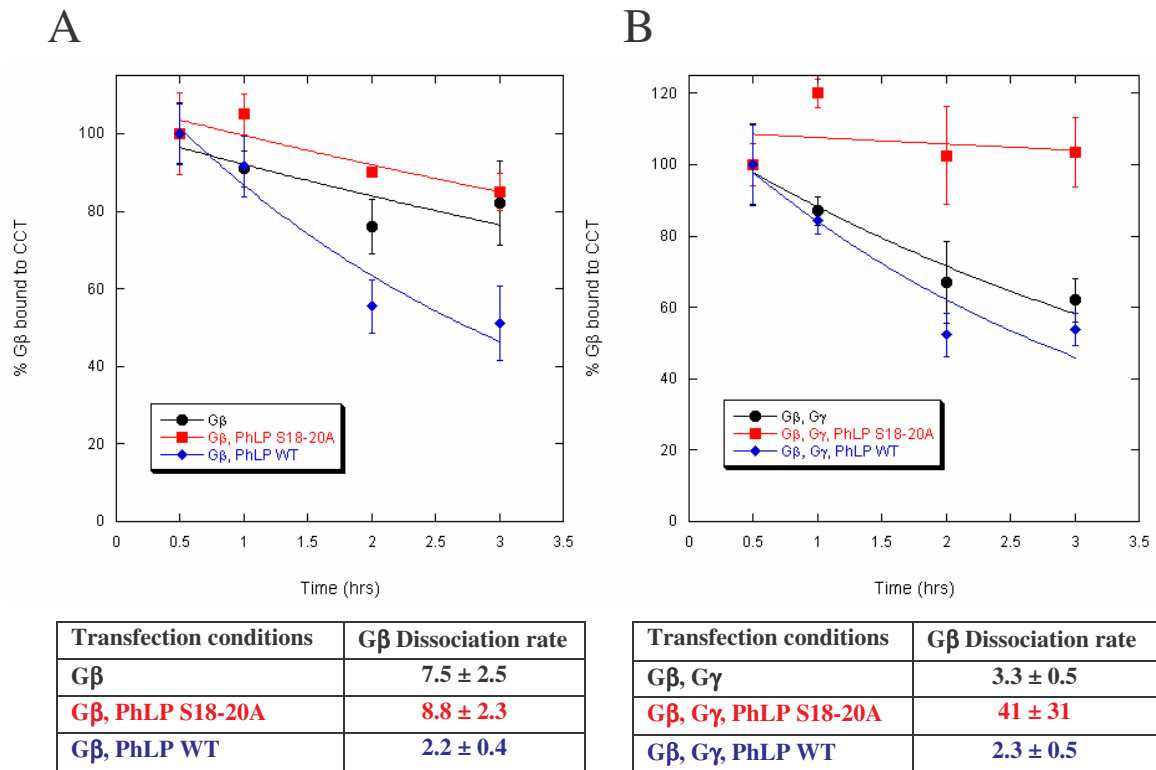 A
% Gβ bound to CCT
100
80
60
40
20
0
Gβ
Gβ, PhLP S18-20A
Gβ, PhLP WT
0 0.5 1 1.5 2 2.5 3 3.5
Time (hrs)
Transfection conditions Gβ Dissociation rate
Gβ 7.5 ± 2.5
Gβ, PhLP S18-20A 8.8 ± 2.3
Gβ, PhLP WT 2.2 ± 0.4
B
% Gβ bound to CCT
120
100
80
60
40
20
0
Gβ, Gγ
Gβ, Gγ, PhLP S18-20A
Gβ, Gγ, PhLP WT
0 0.5 1 1.5 2 2.5 3 3.5
Time (hrs)
Transfection conditions Gβ Dissociation rate
Gβ, Gγ 3.3 ± 0.5
Gβ, Gγ, PhLP S18-20A 41 ± 31
Gβ, Gγ, PhLP WT 2.3 ± 0.5